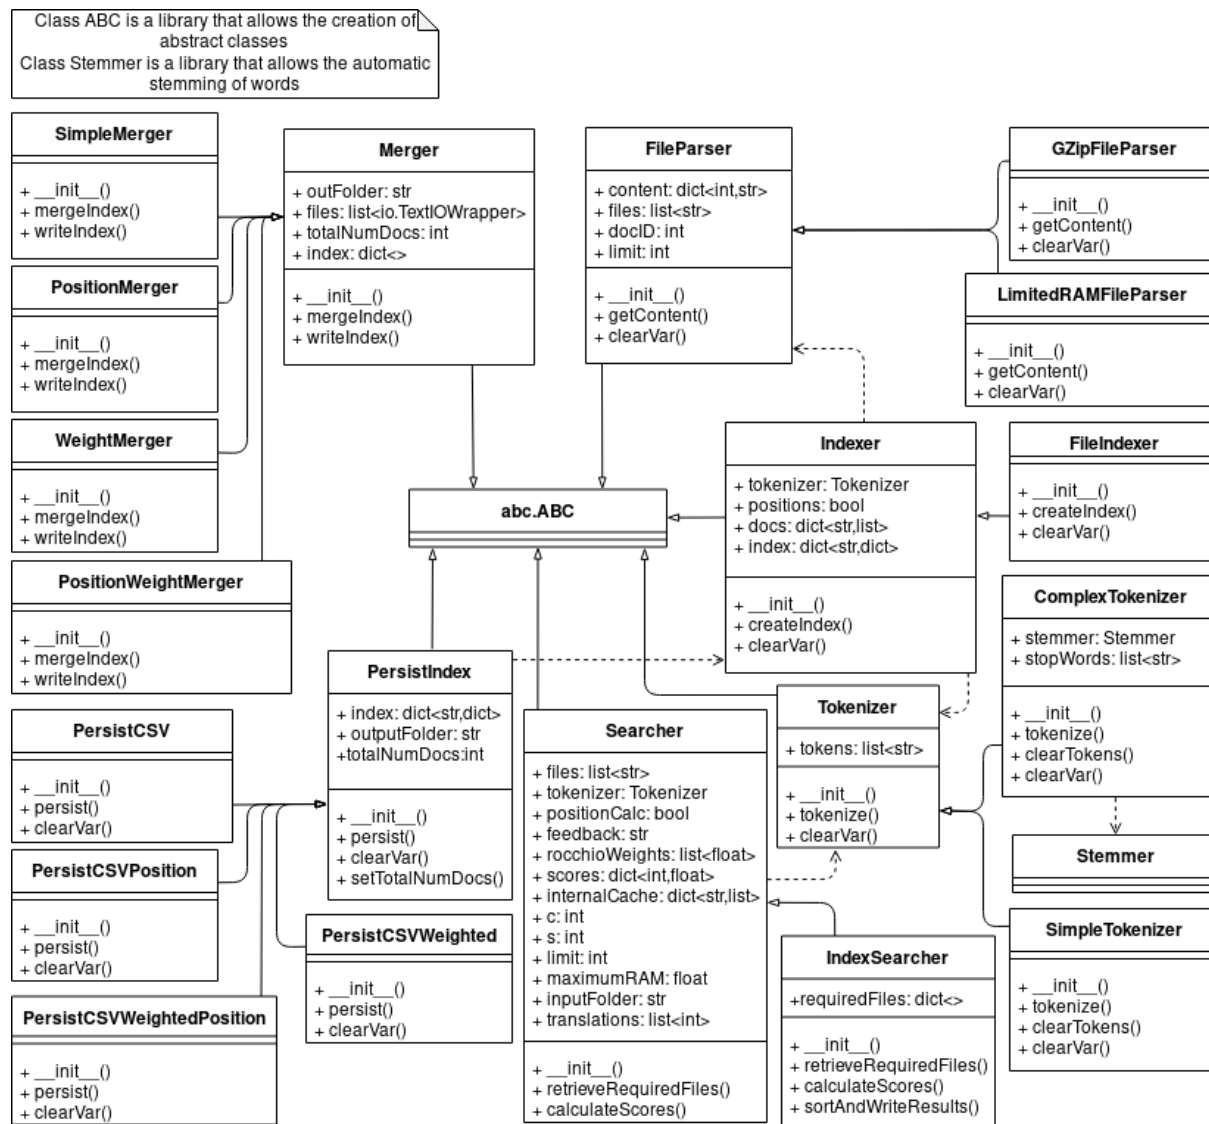 Class ABC is a library that allows the creation of
abstract classes
Class Stemmer is a library that allows the automatic
stemming of words
SimpleMerger
+ __init__()
+ mergeIndex()
+ writeIndex()
PositionMerger
+ __init__()
+ mergeIndex()
+ writeIndex()
WeightMerger
+ __init__()
+ mergeIndex()
+ writeIndex()
PositionWeightMerger
+ __init__()
+ mergeIndex()
+ writeIndex()
Merger
+ outFolder: str
+ files: list<io.TextIOWrapper>
+ totalNumDocs: int
+ index: dict<>
+ __init__()
+ mergeIndex()
+ writeIndex()
FileParser
+ content: dict<int,str>
+ files: list<str>
+ docID: int
+ limit: int
+ __init__()
+ getContent()
+ clearVar()
GZipFileParser
+ __init__()
+ getContent()
+ clearVar()
LimitedRAMFileParser
+ __init__()
+ getContent()
+ clearVar()
abc.ABC
Indexer
+ tokenizer: Tokenizer
+ positions: bool
+ docs: dict<str,list>
+ index: dict<str,dict>
+ __init__()
+ createIndex()
+ clearVar()
FileIndexer
+ __init__()
+ createIndex()
+ clearVar()
ComplexTokenizer
+ stemmer: Stemmer
+ stopWords: list<str>
+ __init__()
+ tokenize()
+ clearTokens()
+ clearVar()
PersistIndex
+ index: dict<str,dict>
+ outputFolder: str
+totalNumDocs:int
+ __init__()
+ persist()
+ clearVar()
+ setTotalNumDocs()
Tokenizer
+ tokens: list<str>
+ __init__()
+ tokenize()
+ clearVar()
Stemmer
PersistCSV
+ __init__()
+ persist()
+ clearVar()
PersistCSVPosition
+ __init__()
+ persist()
+ clearVar()
PersistCSVWeightedPosition
+ __init__()
+ persist()
+ clearVar()
PersistCSVWeighted
+ __init__()
+ persist()
+ clearVar()
Searcher
+ files: list<str>
+ tokenizer: Tokenizer
+ positionCalc: bool
+ feedback: str
+ rocchioWeights: list<float>
+ scores: dict<int,float>
+ internalCache: dict<str,list>
+ c: int
+ s: int
+ limit: int
+ maximumRAM: float
+ inputFolder: str
+ translations: list<int>
+ __init__()
+ retrieveRequiredFiles()
+ calculateScores()
IndexSearcher
+requiredFiles: dict<>
+ __init__()
+ retrieveRequiredFiles()
+ calculateScores()
+ sortAndWriteResults()
SimpleTokenizer
+ __init__()
+ tokenize()
+ clearTokens()
+ clearVar()